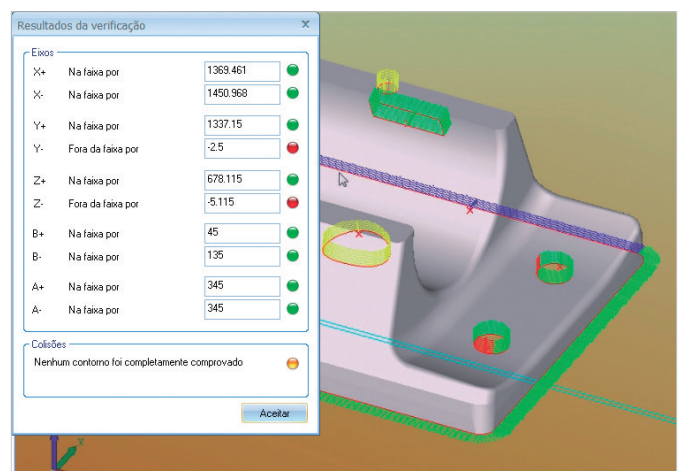 Resultados da verificação x
Eixos
X+ Na faixa por 1369.461
X- Na faixa por 1450.968
Y+ Na faixa por 1337.15
Y- Fora da faixa por -2.5
Z+ Na faixa por 678.115
Z- Fora da faixa por -5.115
B+ Na faixa por 45
B- Na faixa por 135
A+ Na faixa por 345
A- Na faixa por 345
Colisões
Nenhum contorno foi completamente comprovado
Aceitar